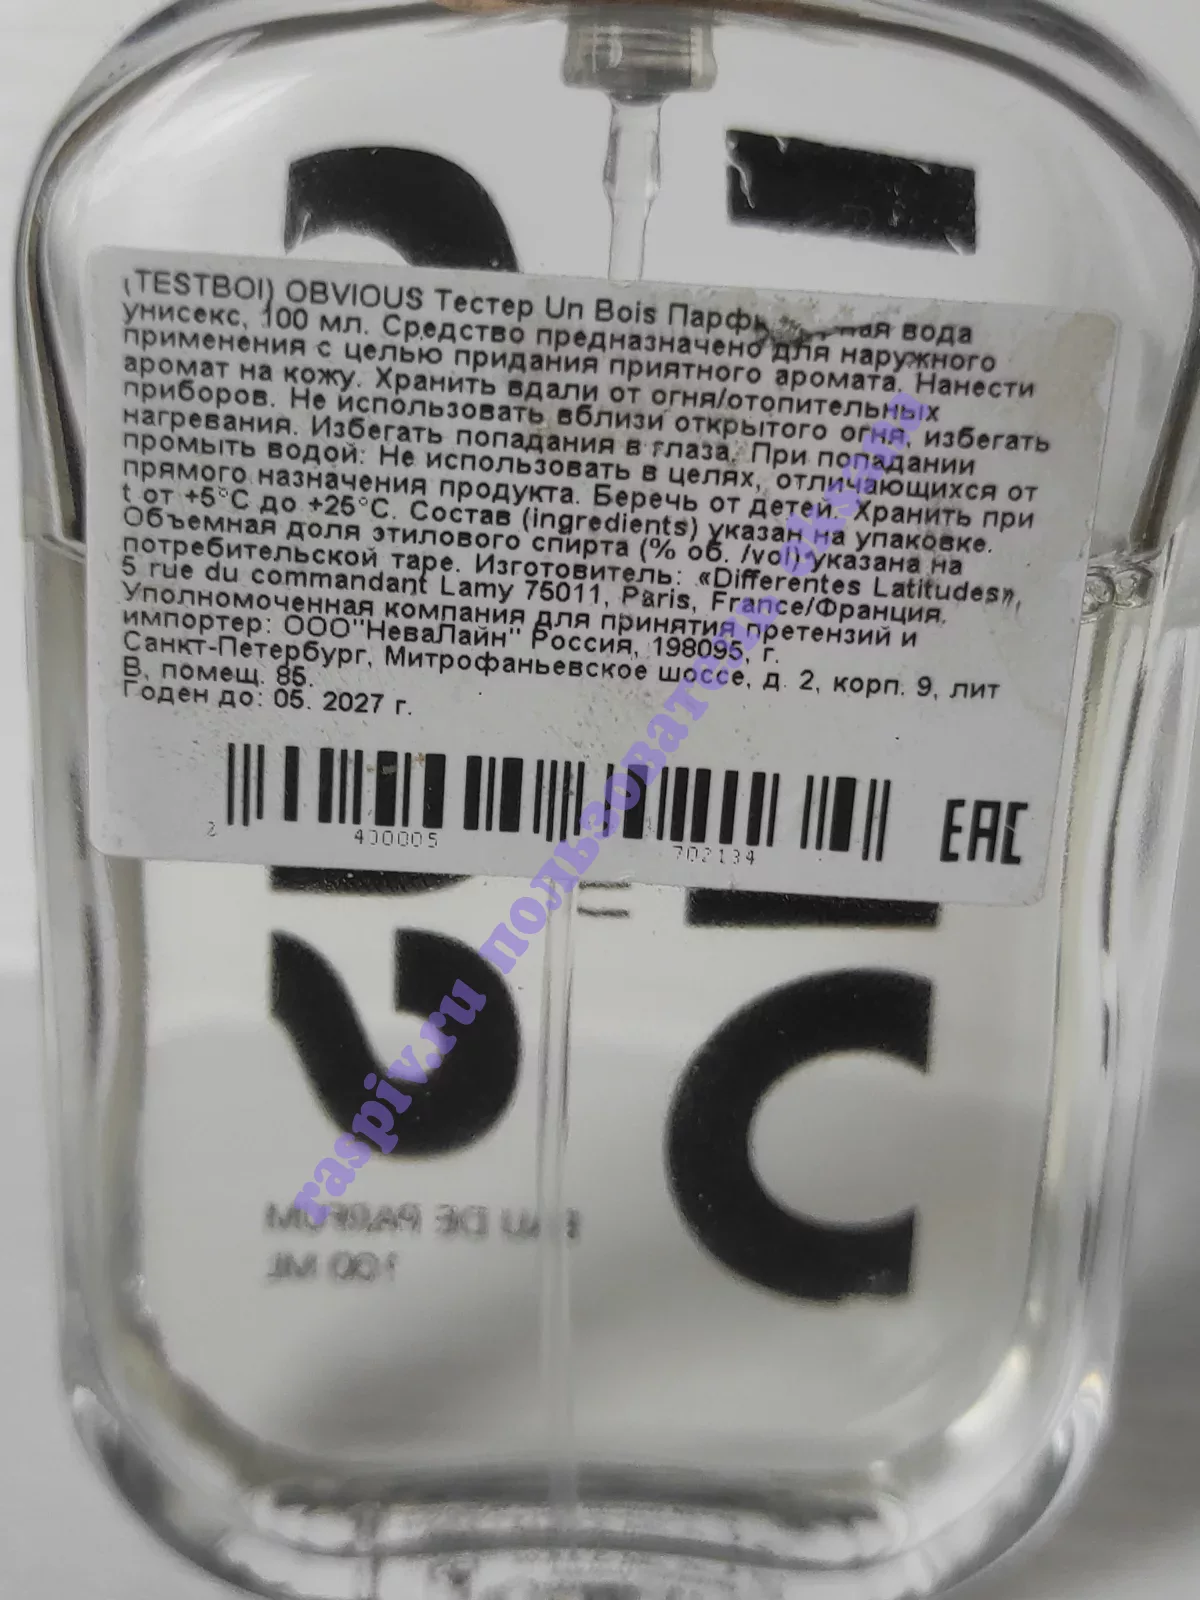 (TESTBOI) OBVIOUS Тестер Un Bois вода
унисекс, 100 мл. Средство предназначено для наружного
применения с целью придания приятного аромата. Нанести
аромат на кожу. Хранить вдали от огня/отопительных
приборов. Не использовать вблизи открытого огня, избегать
нагревания. Избегать попадания в глаза. При попадании
промыть водой. Не использовать в целях, отличающихся от
прямого назначения продукта. Беречь от детей. Хранить при
t от +5°C до +25°C. Состав (ingredients) указан на упаковке.
Объемная доля этилового спирта (% об. /vol) указана на
потребительской таре. Изготовитель: «Differentes Latitudes»,
5 rue du commandant Lamy 75011, Paris, France/Франция.
Уполномоченная компания для принятия претензий и
импортер: ООО"НеваЛайн" Россия, 198095, г.
Санкт-Петербург, Митрофаньевское шоссе, д. 2, корп. 9, лит
В, помещ. 85.
Годен до: 05. 2027 г.
2 400005 702134
EAC
EAU DE PARFUM
100 ML
raspiv.ru пользователь oksano